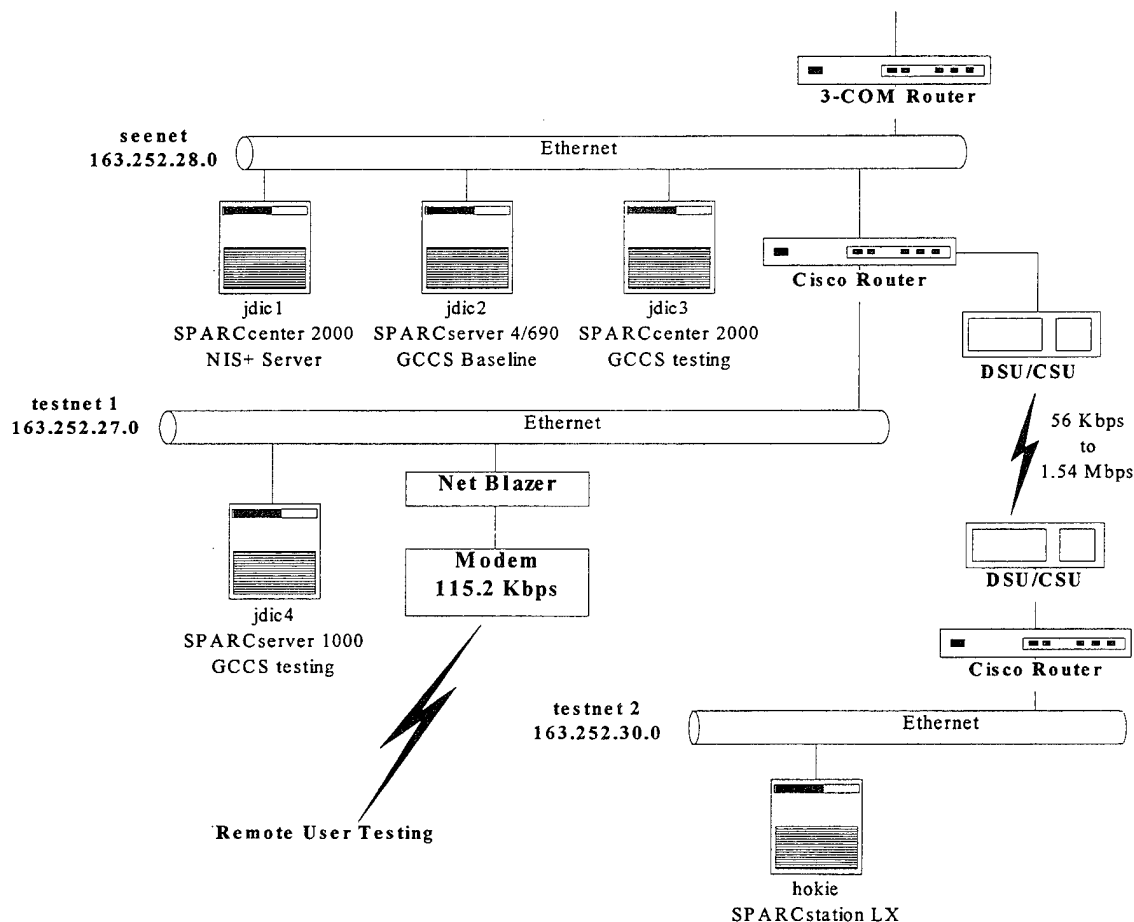 3-COM Router
seenet
163.252.28.0
Ethernet
Cisco Router
jdic1
SPARCcenter 2000
NIS+ Server
jdic2
SPARCserver 4/690
GCCS Baseline
jdic3
SPARCcenter 2000
GCCS testing
DSU/CSU
testnet 1
163.252.27.0
Ethernet
56 Kbps
to
1.54 Mbps
Net Blazer
Modem
115.2 Kbps
DSU/CSU
jdic4
SPARCserver 1000
GCCS testing
Cisco Router
testnet 2
163.252.30.0
Ethernet
Remote User Testing
hokie
SPARCstation LX